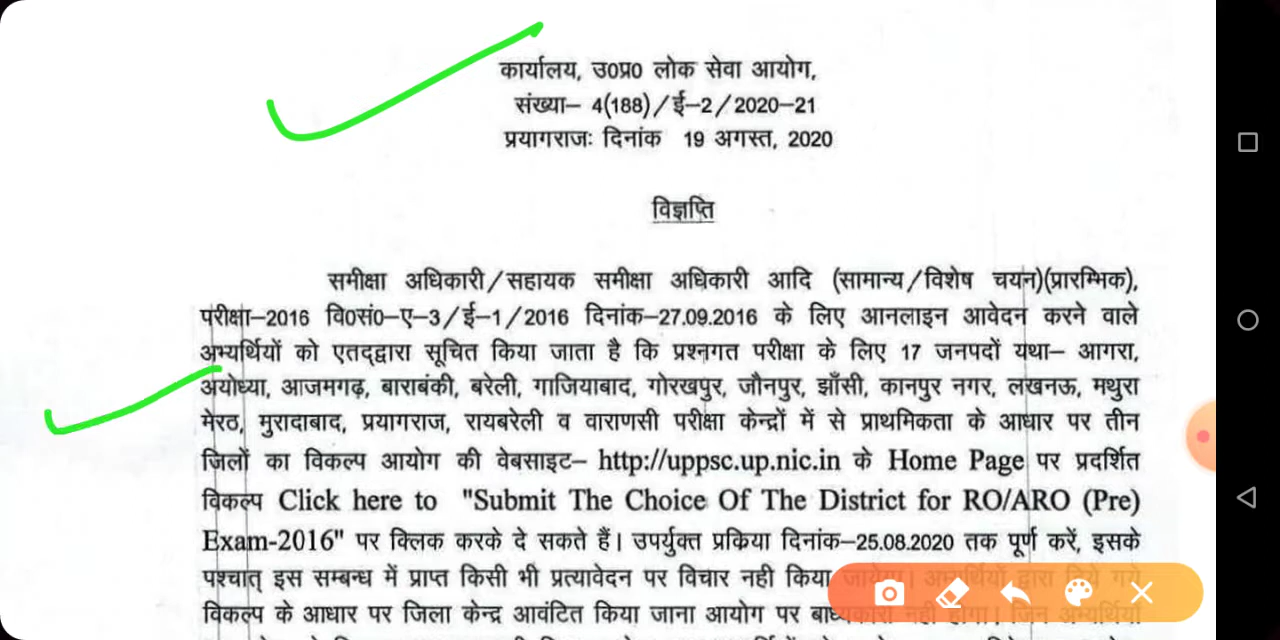 कार्यालय, उ0प्र0 लोक सेवा आयोग,
संख्या– 4(188)/ई–2/2020–21
प्रयागराजः दिनांक 19 अगस्त, 2020
विज्ञप्ति
समीक्षा अधिकारी/सहायक समीक्षा अधिकारी आदि (सामान्य/विशेष चयन)(प्रारम्भिक),
परीक्षा–2016 वि0सं0–ए–3/ई–1/2016 दिनांक–27.09.2016 के लिए आनलाइन आवेदन करने वाले
अभ्यर्थियों को एतद्द्वारा सूचित किया जाता है कि प्रश्नगत परीक्षा के लिए 17 जनपदों यथा– आगरा,
अयोध्या, आजमगढ़, बाराबंकी, बरेली, गाजियाबाद, गोरखपुर, जौनपुर, झाँसी, कानपुर नगर, लखनऊ, मथुरा
मेरठ, मुरादाबाद, प्रयागराज, रायबरेली व वाराणसी परीक्षा केन्द्रों में से प्राथमिकता के आधार पर तीन
जिलों का विकल्प आयोग की वेबसाइट– http://uppsc.up.nic.in के Home Page पर प्रदर्शित
विकल्प Click here to "Submit The Choice Of The District for RO/ARO (Pre)
Exam-2016" पर क्लिक करके दे सकते हैं। उपर्युक्त प्रकिया दिनांक–25.08.2020 तक पूर्ण करें, इसके
पश्चात् इस सम्बन्ध में प्राप्त किसी भी प्रत्यावेदन पर विचार नही किया जायेगा। अभ्यर्थियों द्वारा दिये गये
विकल्प के आधार पर जिला केन्द्र आवंटित किया जाना आयोग पर बाध्यकारी नही होगा। जिन अभ्यर्थियों